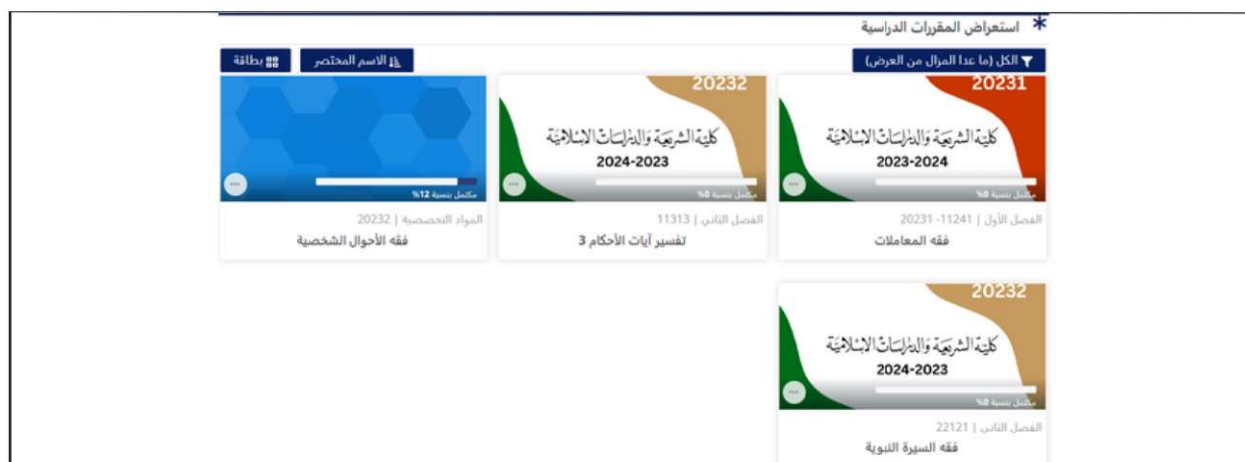 استعراض المقررات الدراسية
الكل (ما عدا المزال من العرض)
الاسم المختصر
بطاقة
20231
كلية الشريعة والدراسات الإسلامية
2023-2024
مكتمل بنسبة 0%
الفصل الأول | 11241- 20231
فقه المعاملات
20232
كلية الشريعة والدراسات الإسلامية
2024-2023
مكتمل بنسبة 0%
الفصل الثاني | 11313
تفسير آيات الأحكام 3
مكتمل بنسبة 12%
المواد التخصصية | 20232
فقه الأحوال الشخصية
20232
كلية الشريعة والدراسات الإسلامية
2024-2023
مكتمل بنسبة 0%
الفصل الثاني | 22121
فقه السيرة النبوية